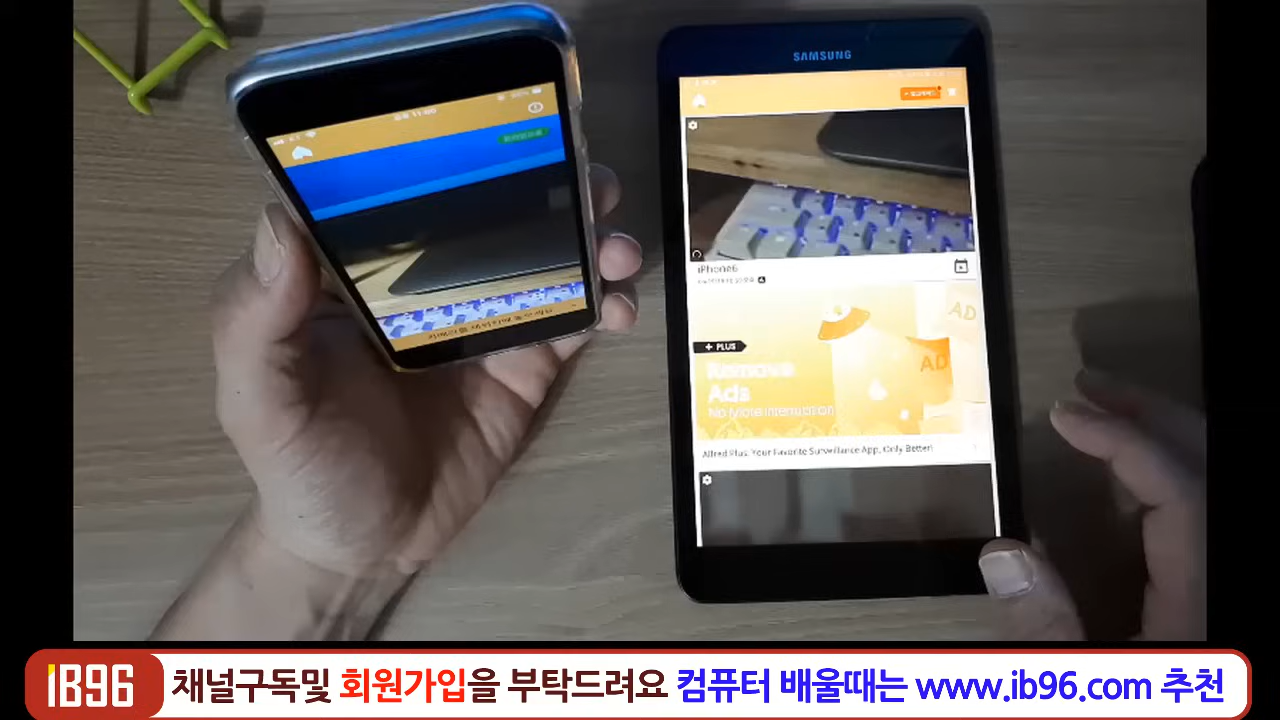 SAMSUNG
iPhone6
+ PLUS
Remove
Ads
No More Interruption
AD
AD
Alfred Plus: Your Favorite Surveillance App, Only Better!
IB96 채널구독및 회원가입을 부탁드려요 컴퓨터 배울때는 www.ib96.com 추천